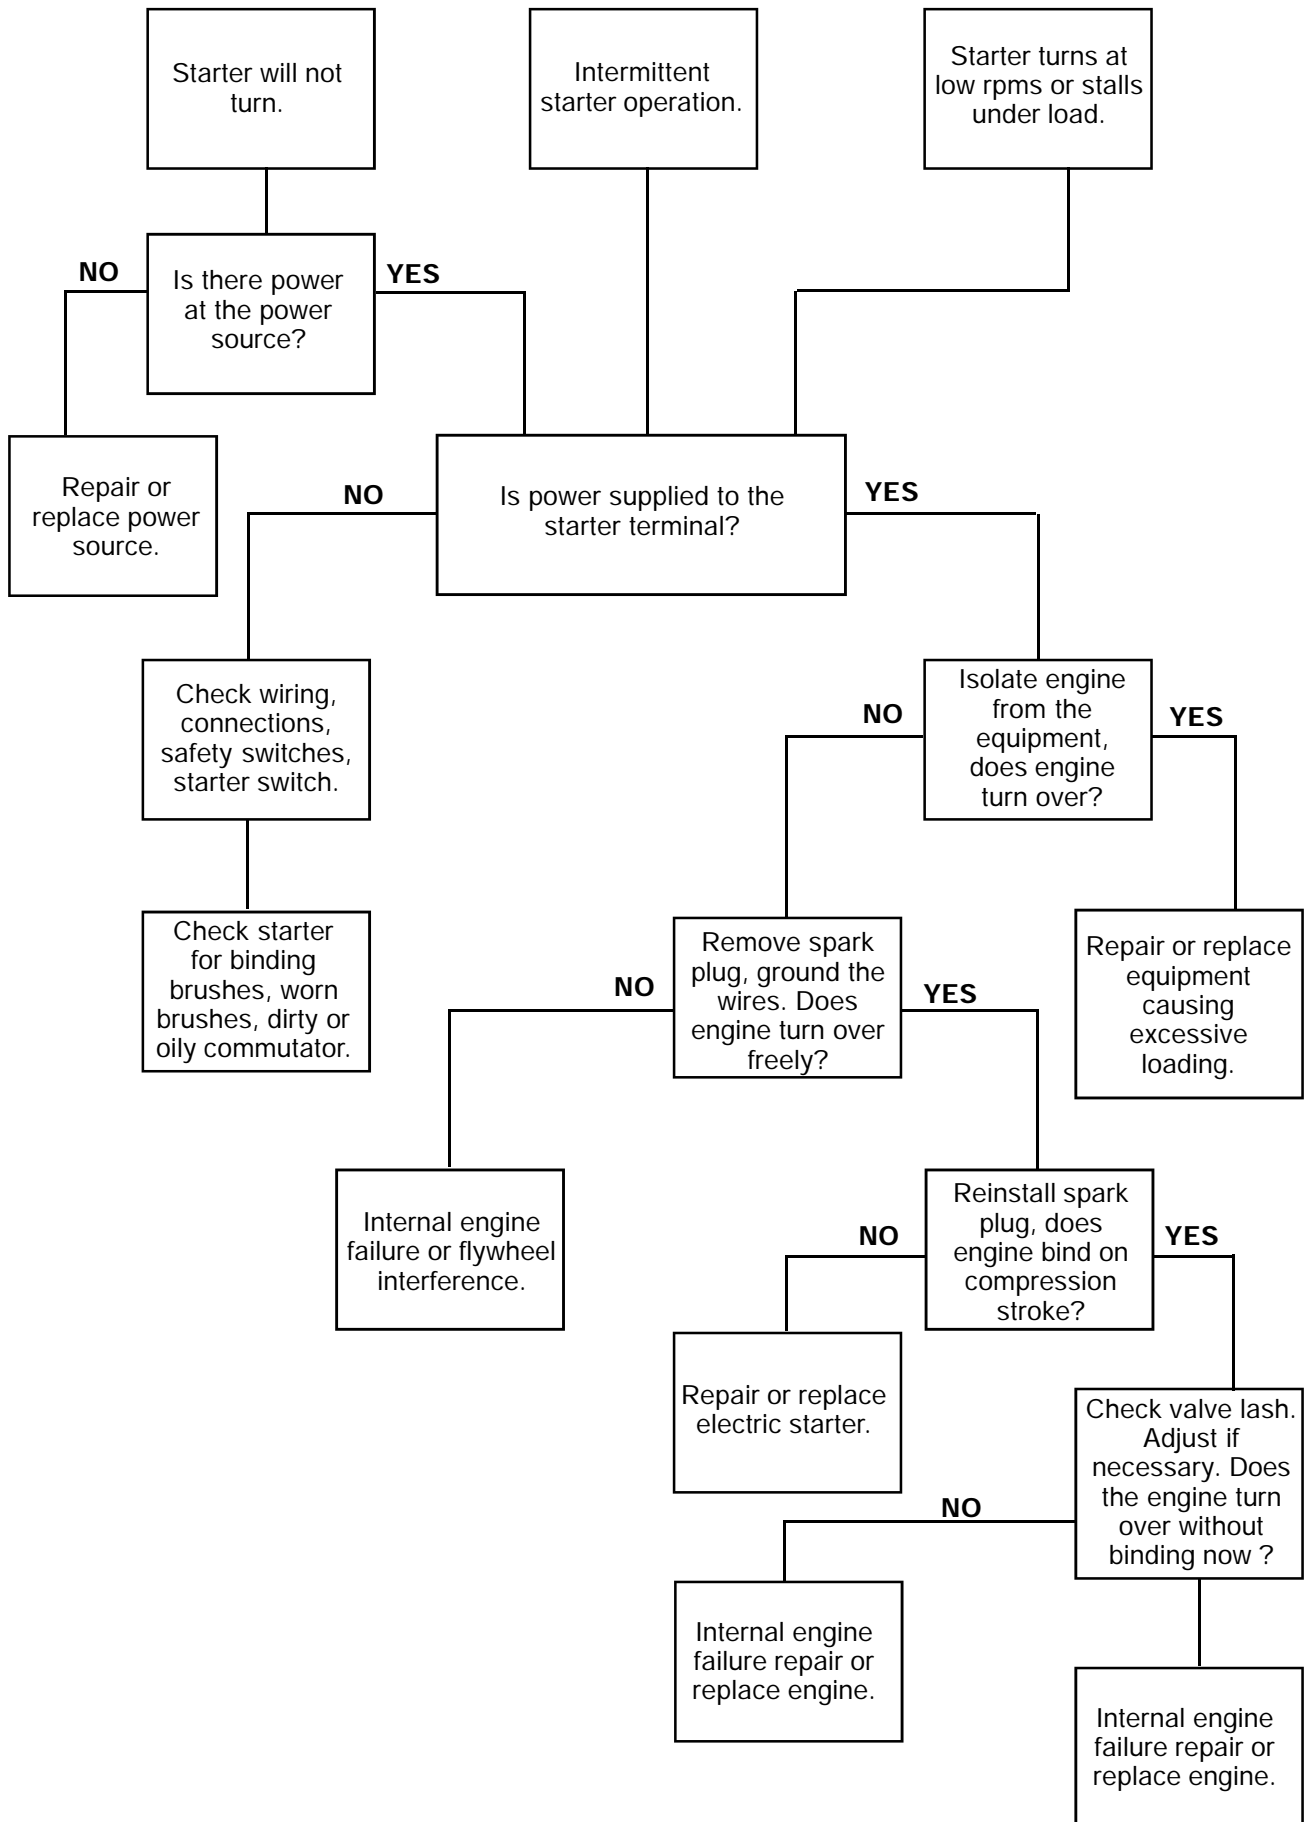 Starter will not
turn.
Intermittent
starter operation.
Starter turns at
low rpms or stalls
under load.
NO
Is there power
at the power
source?
YES
Repair or
replace power
source.
NO
Is power supplied to the
starter terminal?
YES
Check wiring,
connections,
safety switches,
starter switch.
NO
Isolate engine
from the
equipment,
does engine
turn over?
YES
Check starter
for binding
brushes, worn
brushes, dirty or
oily commutator.
NO
Remove spark
plug, ground the
wires. Does
engine turn over
freely?
YES
Repair or replace
equipment
causing
excessive
loading.
Internal engine
failure or flywheel
interference.
NO
Reinstall spark
plug, does
engine bind on
compression
stroke?
YES
Repair or replace
electric starter.
NO
Check valve lash.
Adjust if
necessary. Does
the engine turn
over without
binding now ?
Internal engine
failure repair or
replace engine.
Internal engine
failure repair or
replace engine.